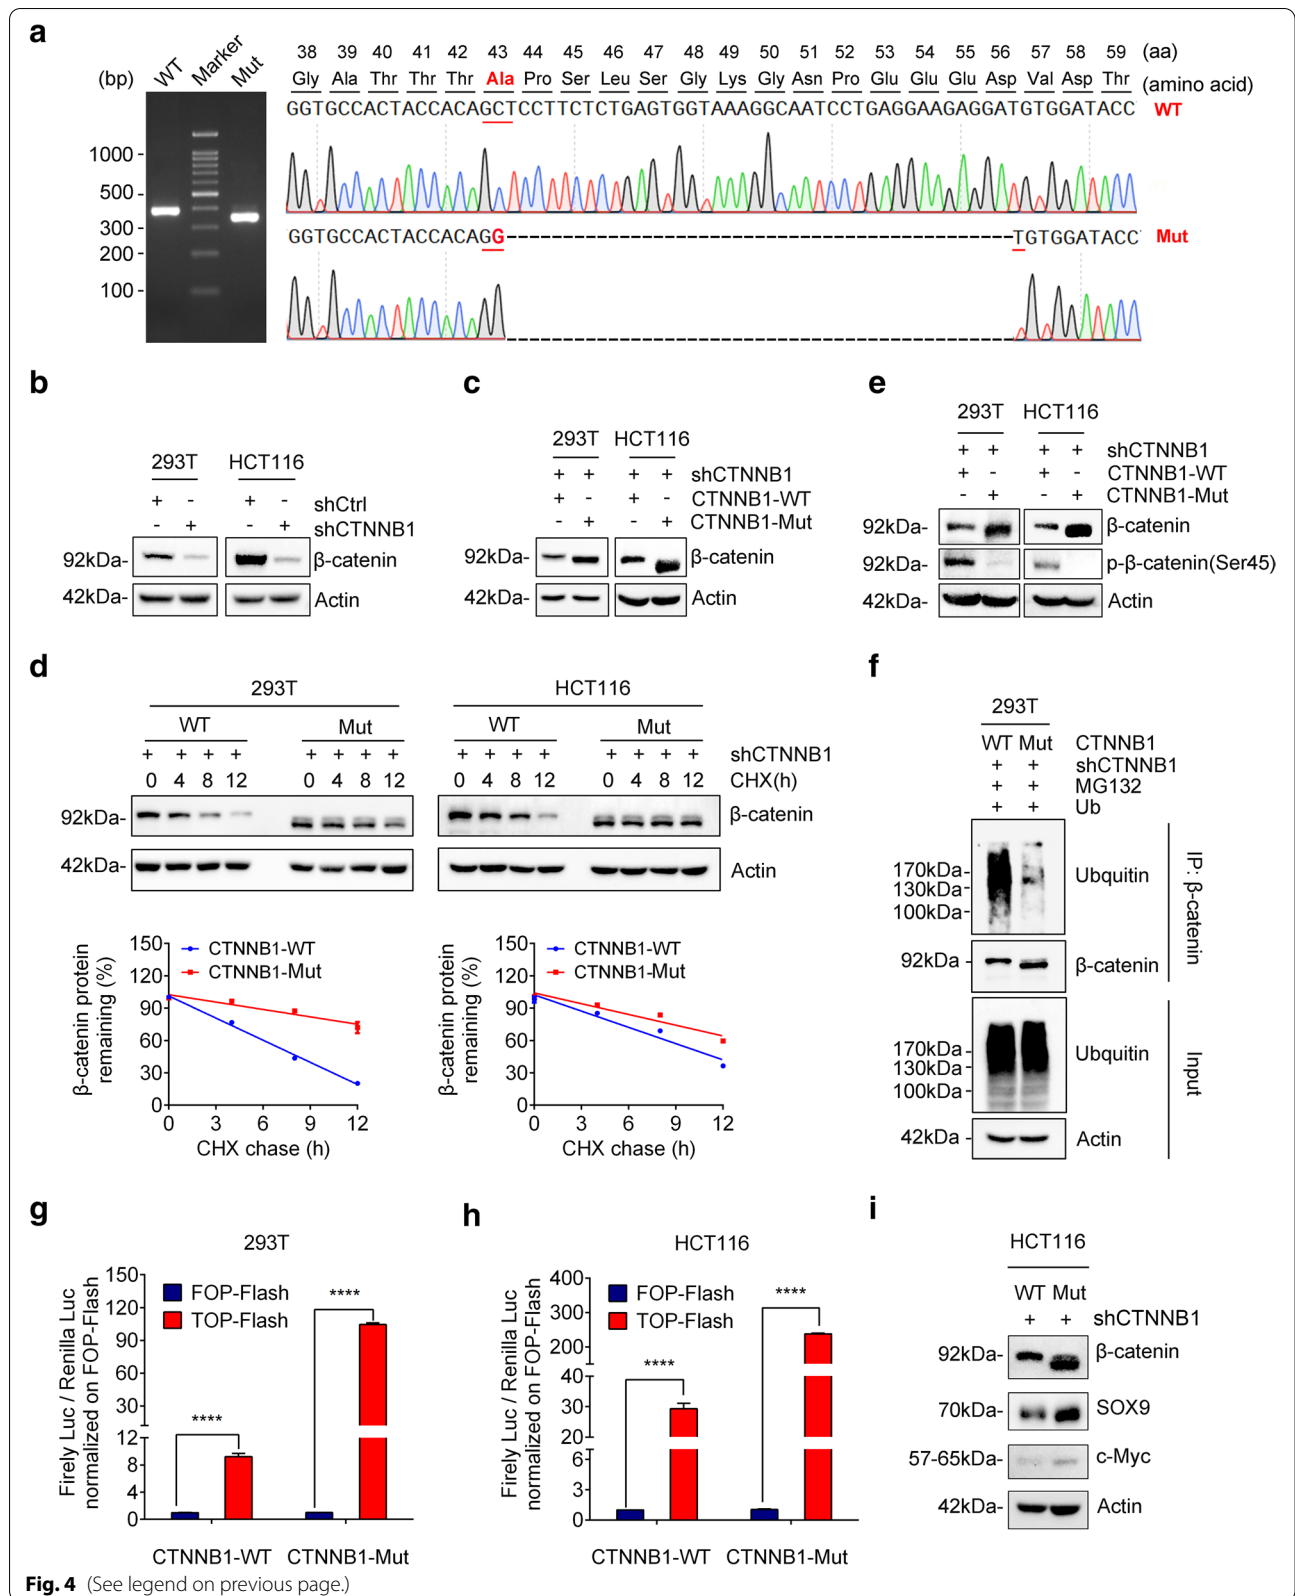 a
38 39 40 41 42 43 44 45 46 47 48 49 50 51 52 53 54 55 56 57 58 59 (aa)
Gly Ala Thr Thr Thr Ala Pro Ser Leu Ser Gly Lys Gly Asn Pro Glu Glu Glu Asp Val Asp Thr (amino acid)
(bp) WT Marker Mut
GGTGCCACTACCACAGCTCCTTCTCTGAGTGGTAAAGGCAATCCTGAGGAAGAGGATGTGGATACC WT
1000
500
300
200
100
GGTGCCACTACCACAGG TGTGGATACC Mut
b
293T HCT116
+ - + - shCtrl
- + - + shCTNNB1
92kDa- β-catenin
42kDa- Actin
c
293T HCT116
+ + + + shCTNNB1
+ - + - CTNNB1-WT
- + - + CTNNB1-Mut
92kDa- β-catenin
42kDa- Actin
e
293T HCT116
+ + + + shCTNNB1
+ - + - CTNNB1-WT
- + - + CTNNB1-Mut
92kDa- β-catenin
92kDa- p-β-catenin(Ser45)
42kDa- Actin
d
293T HCT116
WT Mut WT Mut
+ + + + + + + + + + + + + + + + shCTNNB1
0 4 8 12 0 4 8 12 0 4 8 12 0 4 8 12 CHX(h)
92kDa- β-catenin
42kDa- Actin
β-catenin protein remaining (%)
150
120
90
60
30
0
CTNNB1-WT
CTNNB1-Mut
0 3 6 9 12
CHX chase (h)
β-catenin protein remaining (%)
150
120
90
60
30
0
CTNNB1-WT
CTNNB1-Mut
0 3 6 9 12
CHX chase (h)
f
293T
WT Mut CTNNB1
+ + shCTNNB1
+ + MG132
+ + Ub
170kDa-
130kDa-
100kDa-
Ubquitin
92kDa - β-catenin
IP: β-catenin
170kDa-
130kDa-
100kDa-
Ubquitin
42kDa - Actin
Input
g
293T
Firely Luc / Renilla Luc
normalized on FOP-Flash
150
120
90
60
30
12
8
4
0
FOP-Flash
TOP-Flash
**** ****
CTNNB1-WT CTNNB1-Mut
h
HCT116
Firely Luc / Renilla Luc
normalized on FOP-Flash
400
300
200
40
30
20
6
3
0
FOP-Flash
TOP-Flash
**** ****
CTNNB1-WT CTNNB1-Mut
i
HCT116
WT Mut
+ + shCTNNB1
92kDa- β-catenin
70kDa- SOX9
57-65kDa- c-Myc
42kDa- Actin
Fig. 4 (See legend on previous page.)